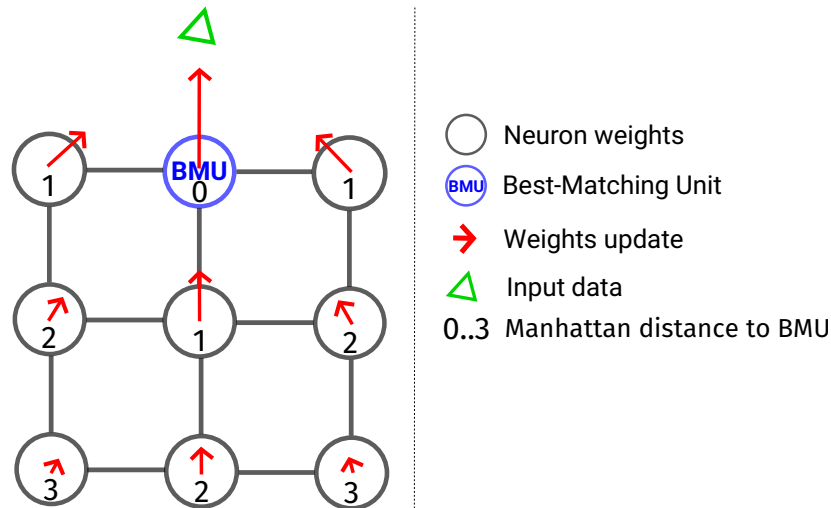 BMU
0
1
1
2
1
2
3
2
3
Neuron weights
BMU Best-Matching Unit
Weights update
Input data
0..3 Manhattan distance to BMU